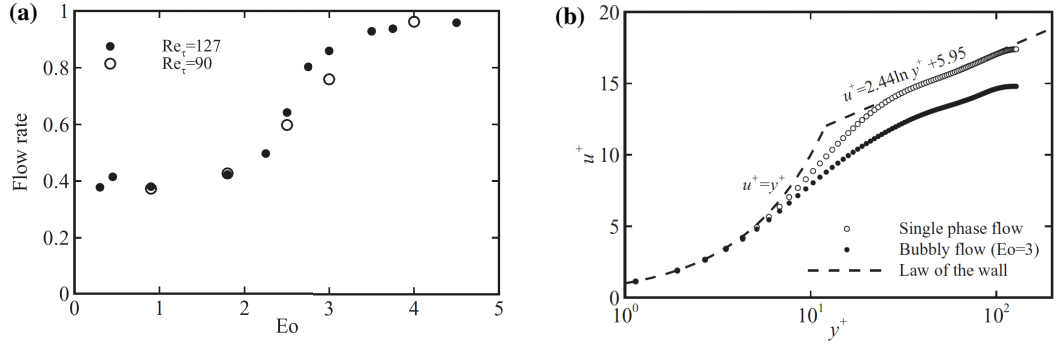 (a)
1
0.8
0.6
0.4
0.2
0
Flow rate
Reτ=127
Reτ=90
0 1 2 3 4 5
Eo
(b)
20
15
10
5
0
u⁺
u⁺=2.44ln y⁺+5.95
u⁺=y⁺
Single phase flow
Bubbly flow (Eo=3)
Law of the wall
10⁰ 10¹ 10²
y⁺